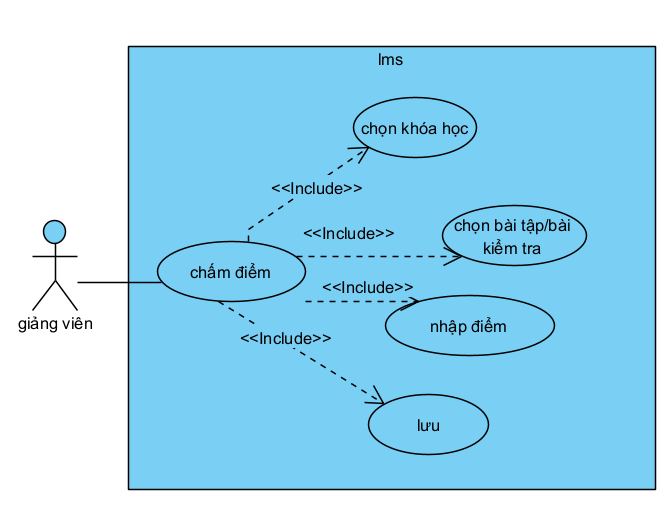 lms
chọn khóa học
<<Include>>
chọn bài tập/bài
kiểm tra
<<Include>>
chấm điểm
<<Include>>
giảng viên
nhập điểm
<<Include>>
lưu